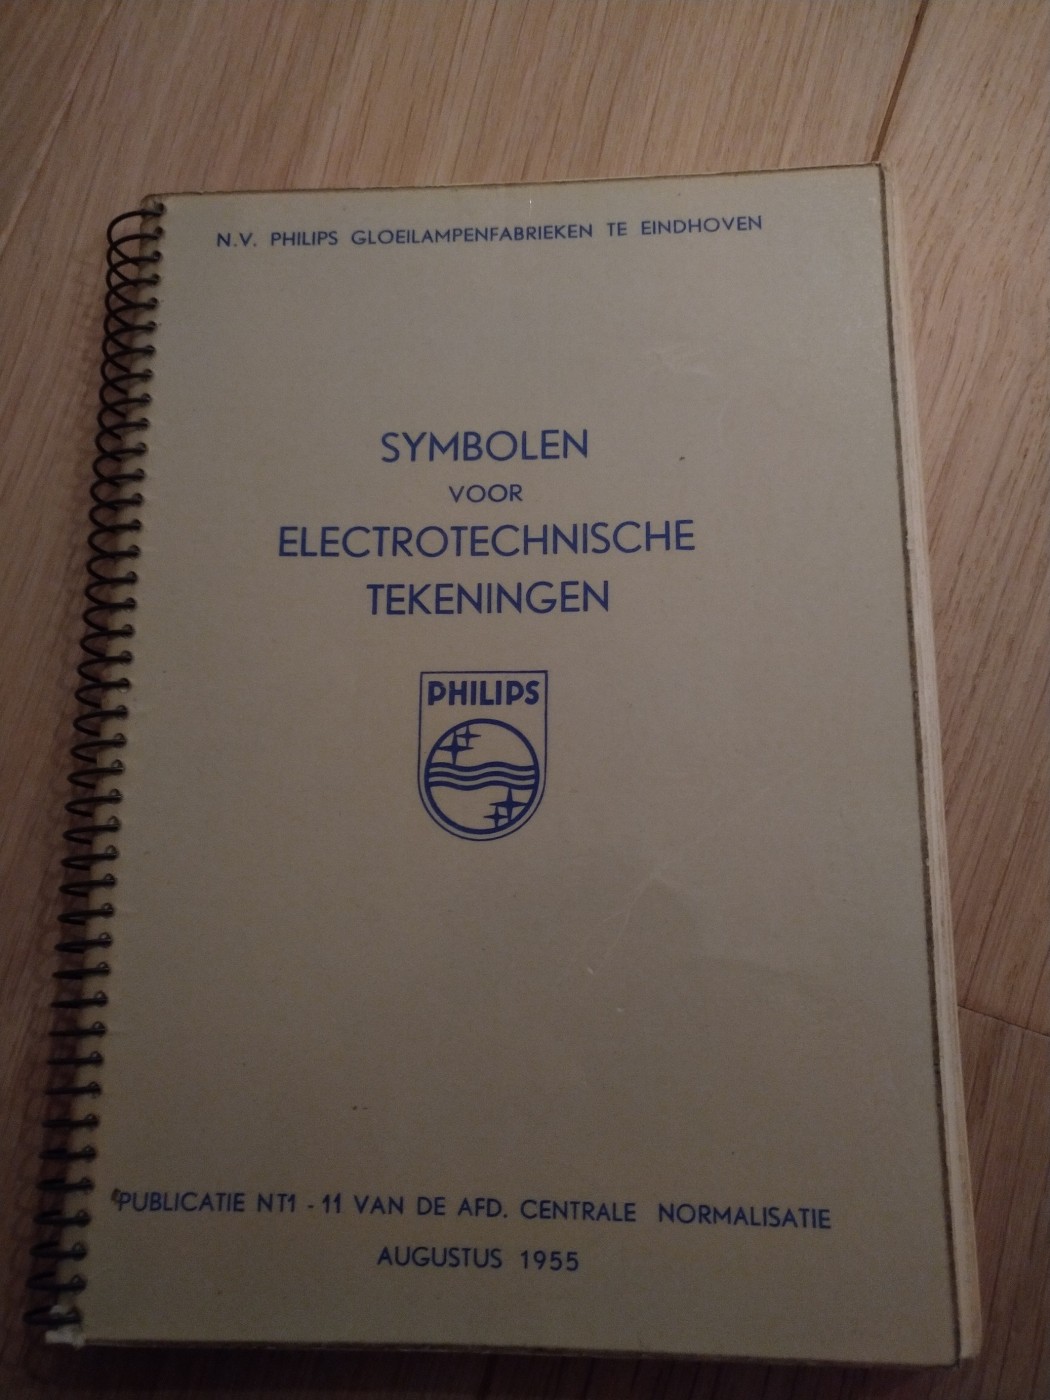 N.V. PHILIPS GLOEILAMPENFABRIEKEN TE EINDHOVEN
SYMBOLEN
VOOR
ELECTROTECHNISCHE
TEKENINGEN
PHILIPS
PUBLICATIE NT1 - 11 VAN DE AFD. CENTRALE NORMALISATIE
AUGUSTUS 1955